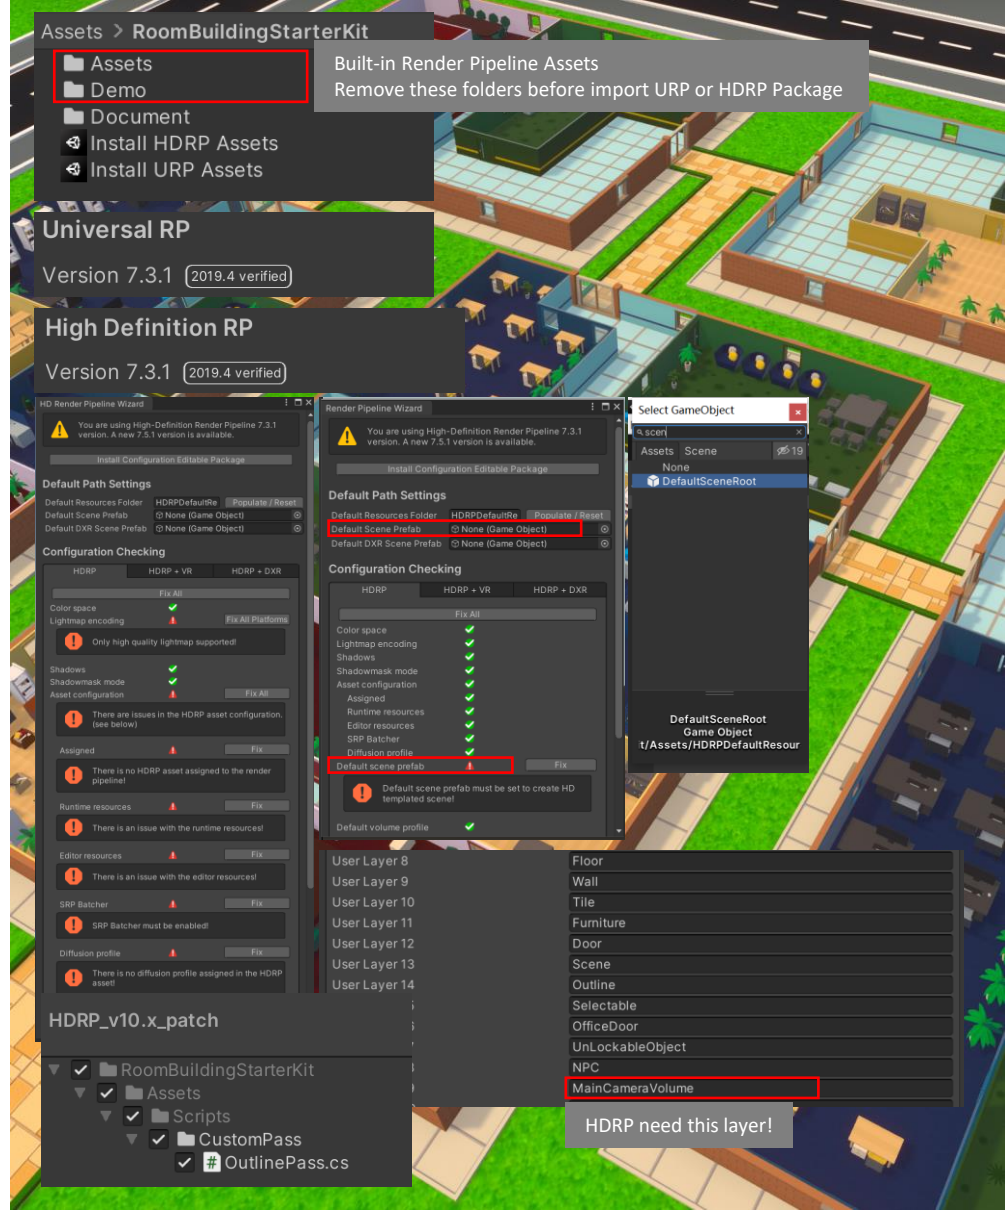 Assets > RoomBuildingStarterKit
Assets
Demo
Document
Install HDRP Assets
Install URP Assets
Built-in Render Pipeline Assets
Remove these folders before import URP or HDRP Package
Universal RP
Version 7.3.1 2019.4 verified
High Definition RP
Version 7.3.1 2019.4 verified
HD Render Pipeline Wizard
You are using High-Definition Render Pipeline 7.3.1
version. A new 7.5.1 version is available.
Install Configuration Editable Package
Default Path Settings
Default Resources Folder HDRPDefaultRe Populate / Reset
Default Scene Prefab None (Game Object)
Default DXR Scene Prefab None (Game Object)
Configuration Checking
HDRP HDRP + VR HDRP + DXR
Fix All
Color space
Lightmap encoding Fix All Platforms
Only high quality lightmap supported!
Shadows
Shadowmask mode
Asset configuration Fix All
There are issues in the HDRP asset configuration.
(see below)
Assigned Fix
There is no HDRP asset assigned to the render
pipeline!
Runtime resources Fix
There is an issue with the runtime resources!
Editor resources Fix
There is an issue with the editor resources!
SRP Batcher Fix
SRP Batcher must be enabled!
Diffusion profile Fix
There is no diffusion profile assigned in the HDRP
asset!
Render Pipeline Wizard
You are using High-Definition Render Pipeline 7.3.1
version. A new 7.5.1 version is available.
Install Configuration Editable Package
Default Path Settings
Default Resources Folder HDRPDefaultRe Populate / Reset
Default Scene Prefab None (Game Object)
Default DXR Scene Prefab None (Game Object)
Configuration Checking
HDRP HDRP + VR HDRP + DXR
Fix All
Color space
Lightmap encoding
Shadows
Shadowmask mode
Asset configuration
Assigned
Runtime resources
Editor resources
SRP Batcher
Diffusion profile
Default scene prefab Fix
Default scene prefab must be set to create HD
templated scene!
Default volume profile
Select GameObject
scen
Assets Scene 19
None
DefaultSceneRoot
DefaultSceneRoot
Game Object
t/Assets/HDRPDefaultResour
User Layer 8 Floor
User Layer 9 Wall
User Layer 10 Tile
User Layer 11 Furniture
User Layer 12 Door
User Layer 13 Scene
User Layer 14 Outline
Selectable
OfficeDoor
UnLockableObject
NPC
MainCameraVolume
HDRP need this layer!
HDRP_v10.x_patch
RoomBuildingStarterKit
Assets
Scripts
CustomPass
# OutlinePass.cs